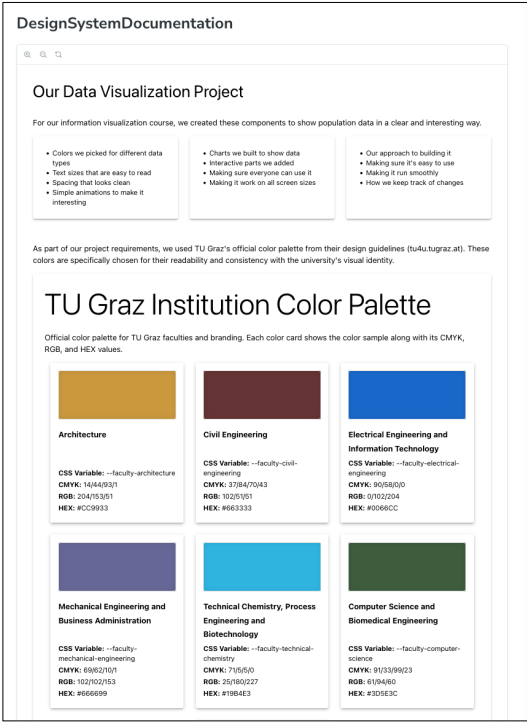 DesignSystemDocumentation
Our Data Visualization Project
For our information visualization course, we created these components to show population data in a clear and interesting way.
• Colors we picked for different data
types
• Text sizes that are easy to read
• Spacing that looks clean
• Simple animations to make it
interesting
• Charts we built to show data
• Interactive parts we added
• Making sure everyone can use it
• Making it work on all screen sizes
• Our approach to building it
• Making sure it's easy to use
• Making it run smoothly
• How we keep track of changes
As part of our project requirements, we used TU Graz's official color palette from their design guidelines (tu4u.tugraz.at). These
colors are specifically chosen for their readability and consistency with the university's visual identity.
TU Graz Institution Color Palette
Official color palette for TU Graz faculties and branding. Each color card shows the color sample along with its CMYK,
RGB, and HEX values.
Architecture
CSS Variable: --faculty-architecture
CMYK: 14/44/93/1
RGB: 204/153/51
HEX: #CC9933
Civil Engineering
CSS Variable: --faculty-civil-
engineering
CMYK: 37/84/70/43
RGB: 102/51/51
HEX: #663333
Electrical Engineering and
Information Technology
CSS Variable: --faculty-electrical-
engineering
CMYK: 90/58/0/0
RGB: 0/102/204
HEX: #0066CC
Mechanical Engineering and
Business Administration
CSS Variable: --faculty-
mechanical-engineering
CMYK: 69/62/10/1
RGB: 102/102/153
HEX: #666699
Technical Chemistry, Process
Engineering and
Biotechnology
CSS Variable: --faculty-technical-
chemistry
CMYK: 71/5/5/0
RGB: 25/180/227
HEX: #19B4E3
Computer Science and
Biomedical Engineering
CSS Variable: --faculty-computer-
science
CMYK: 91/33/99/23
RGB: 61/94/60
HEX: #3D5E3C